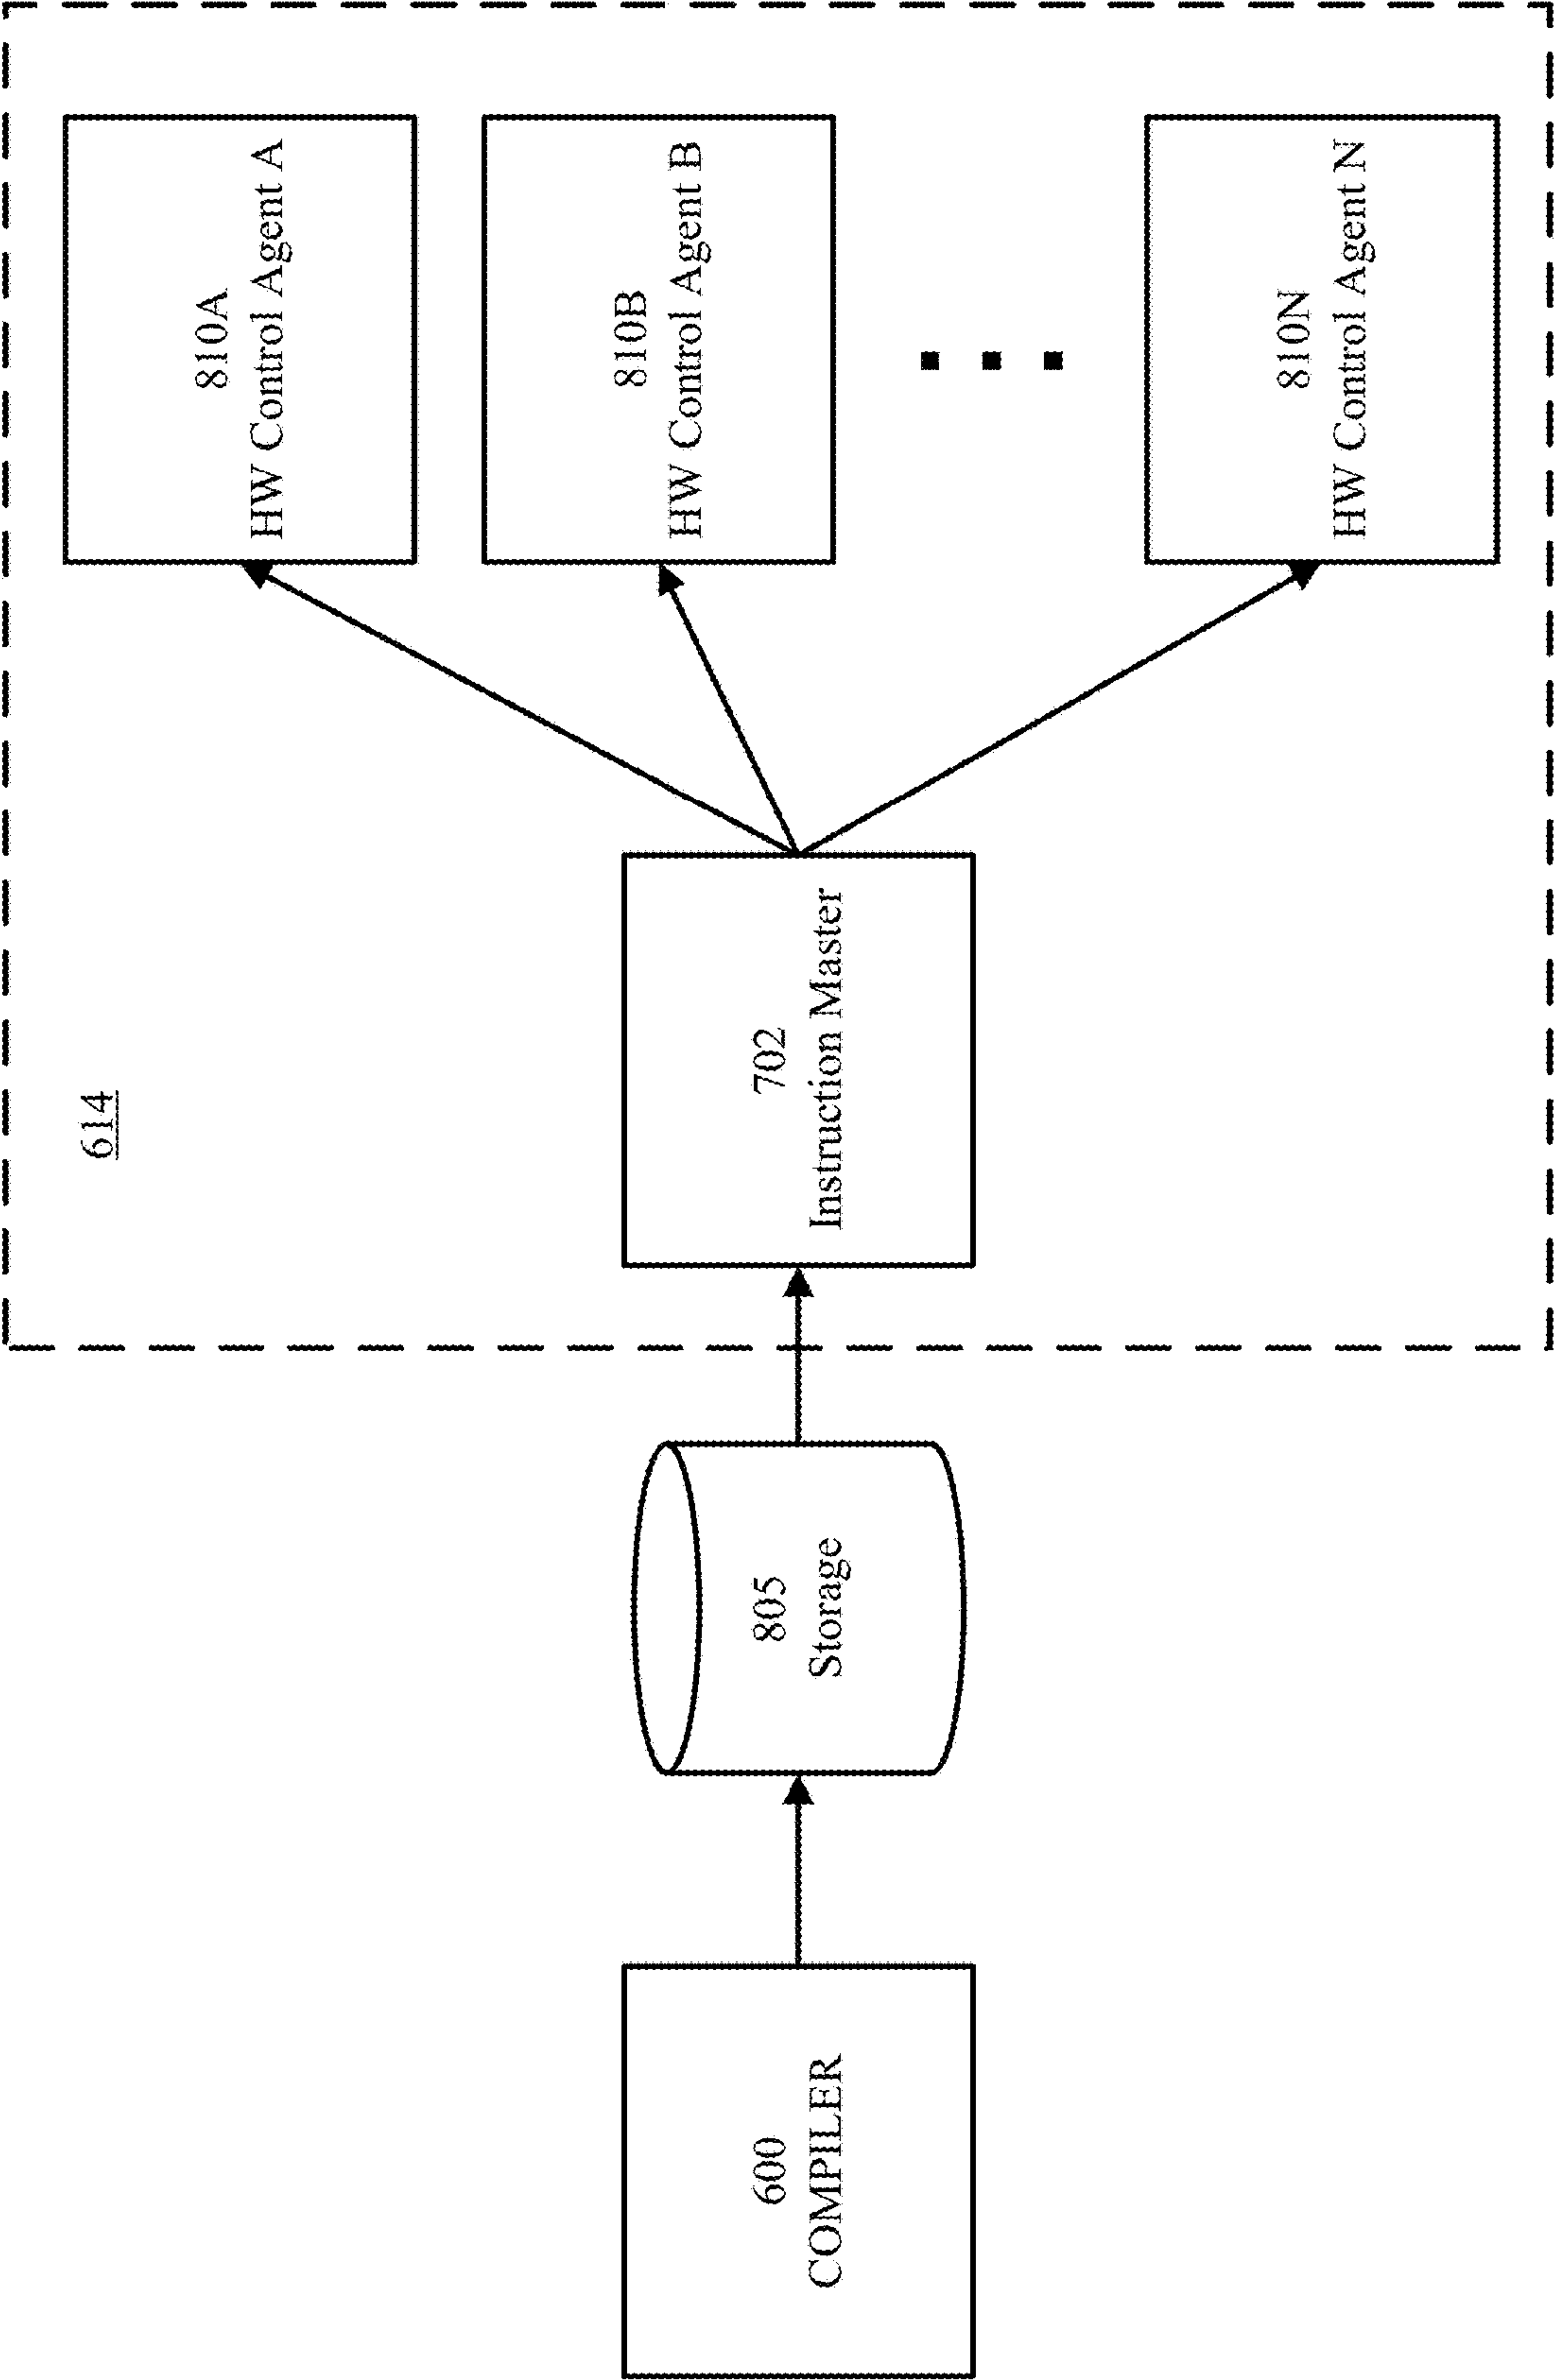 600
COMPILER
805
Storage
614
702
Instruction Master
810A
HW Control Agent A
810B
HW Control Agent B
810N
HW Control Agent N